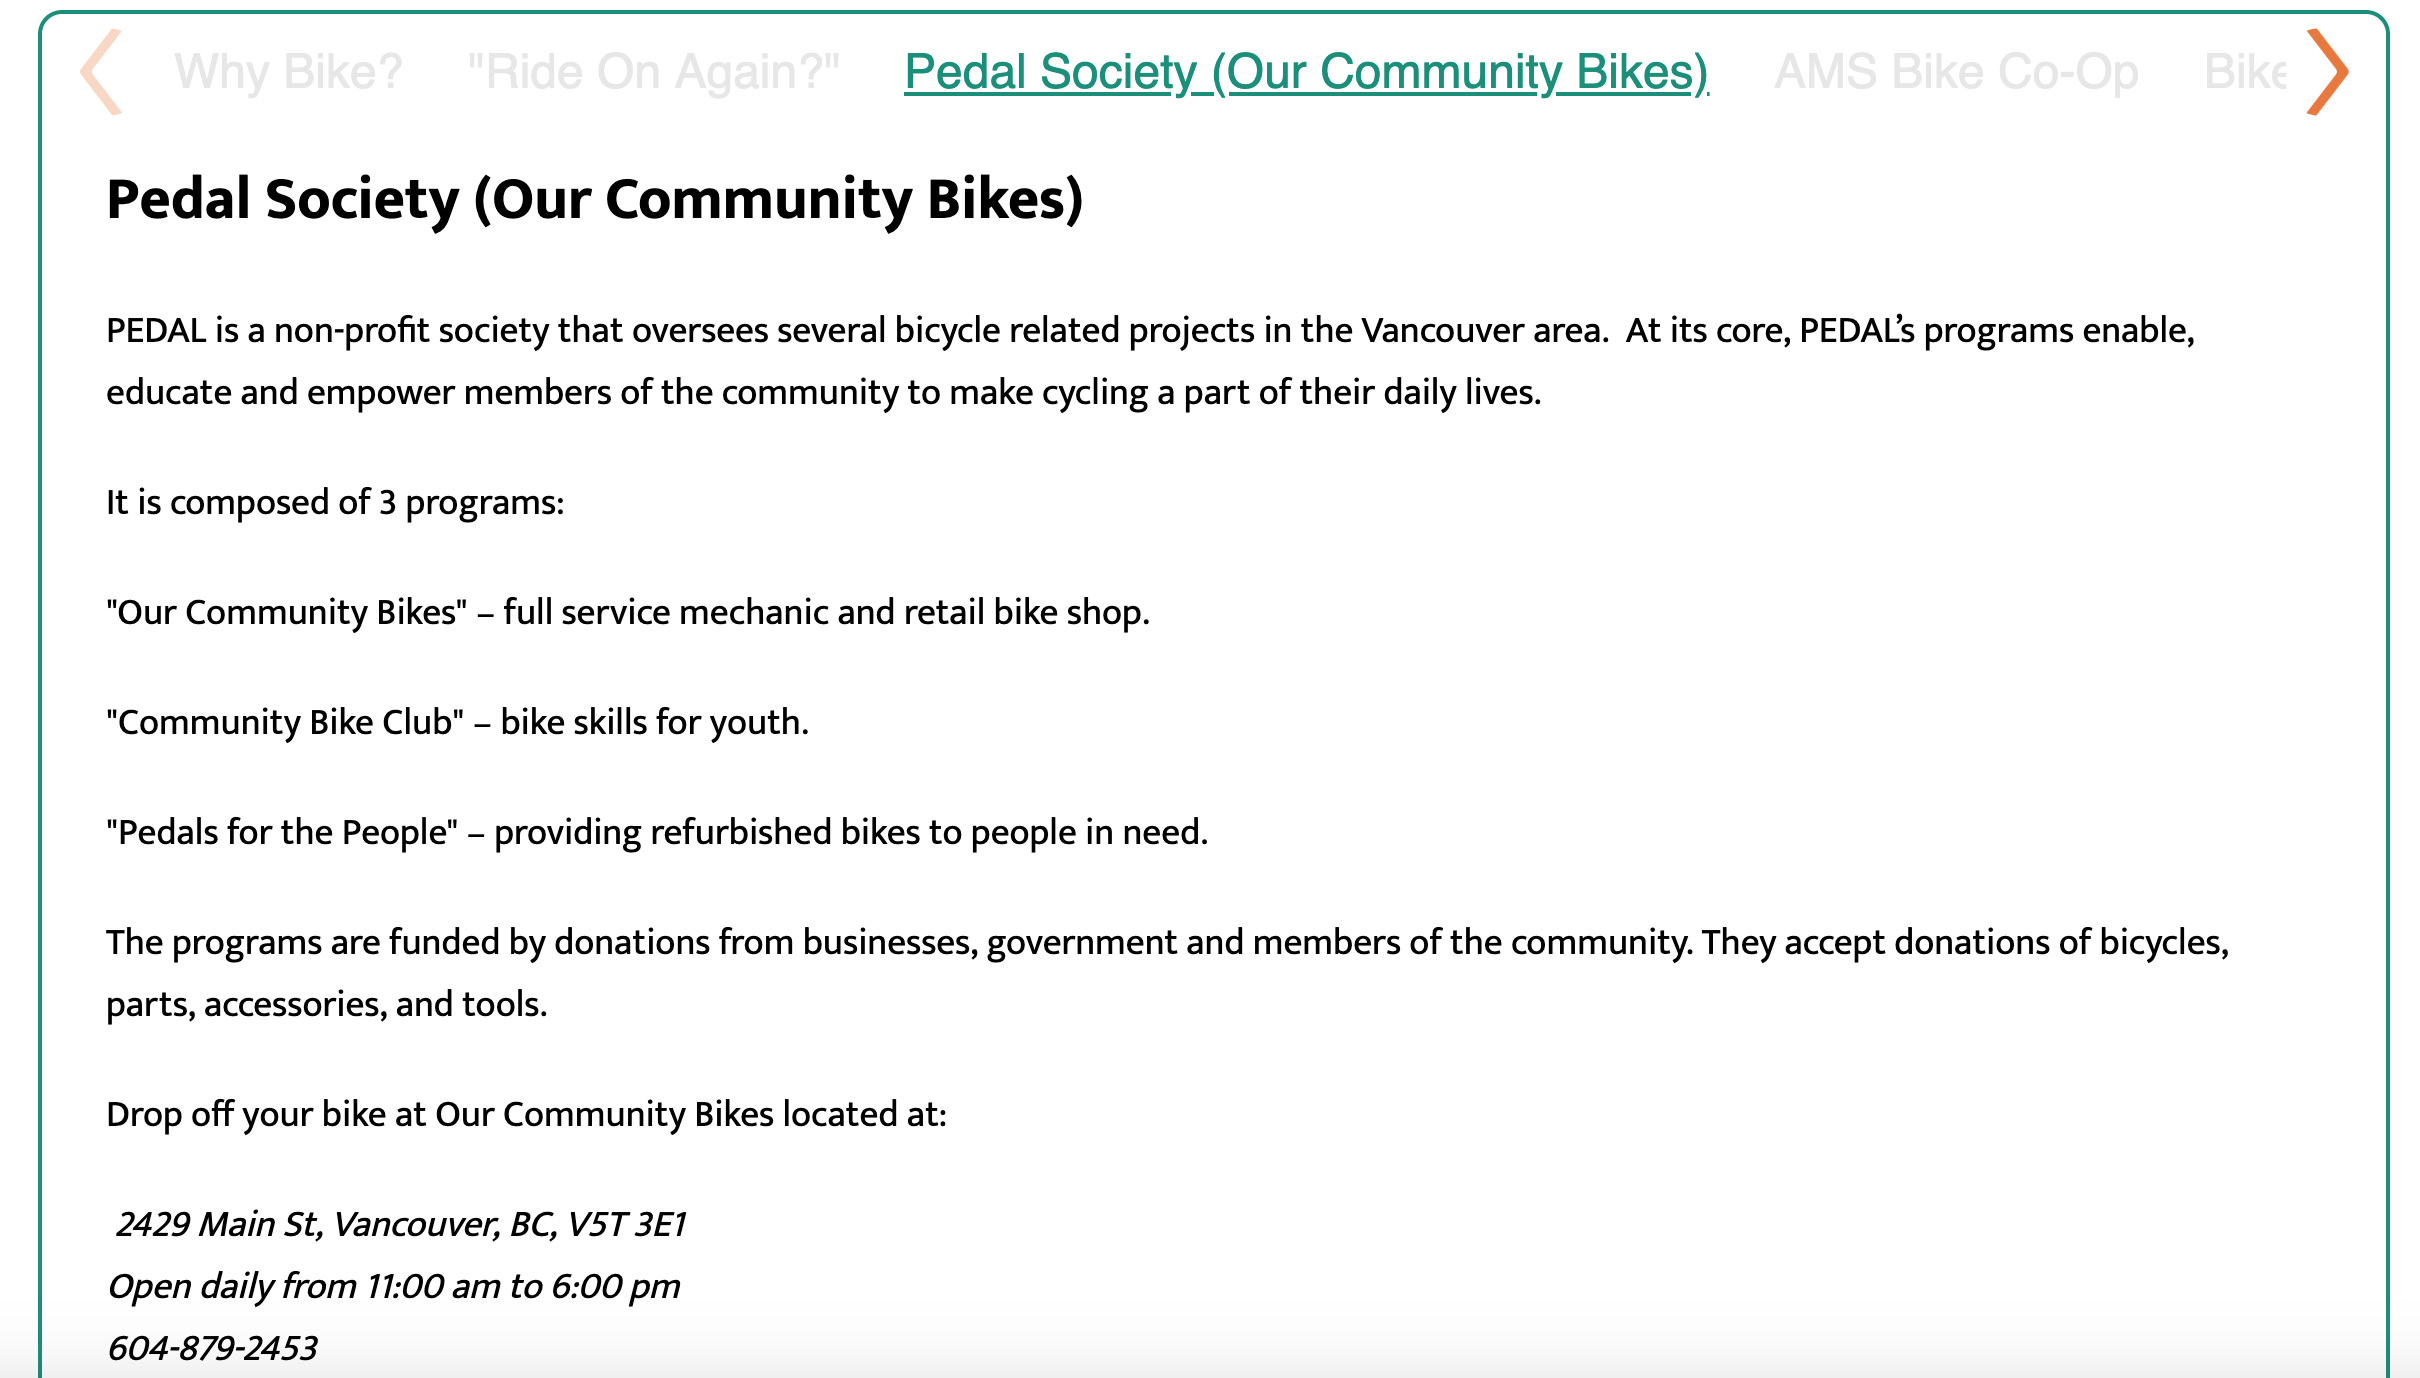 Why Bike? "Ride On Again?" Pedal Society (Our Community Bikes) AMS Bike Co-Op Bike
Pedal Society (Our Community Bikes)
PEDAL is a non-profit society that oversees several bicycle related projects in the Vancouver area.  At its core, PEDAL’s programs enable,
educate and empower members of the community to make cycling a part of their daily lives.
It is composed of 3 programs:
"Our Community Bikes" – full service mechanic and retail bike shop.
"Community Bike Club" – bike skills for youth.
"Pedals for the People" – providing refurbished bikes to people in need.
The programs are funded by donations from businesses, government and members of the community. They accept donations of bicycles,
parts, accessories, and tools.
Drop off your bike at Our Community Bikes located at:
2429 Main St, Vancouver, BC, V5T 3E1
Open daily from 11:00 am to 6:00 pm
604-879-2453